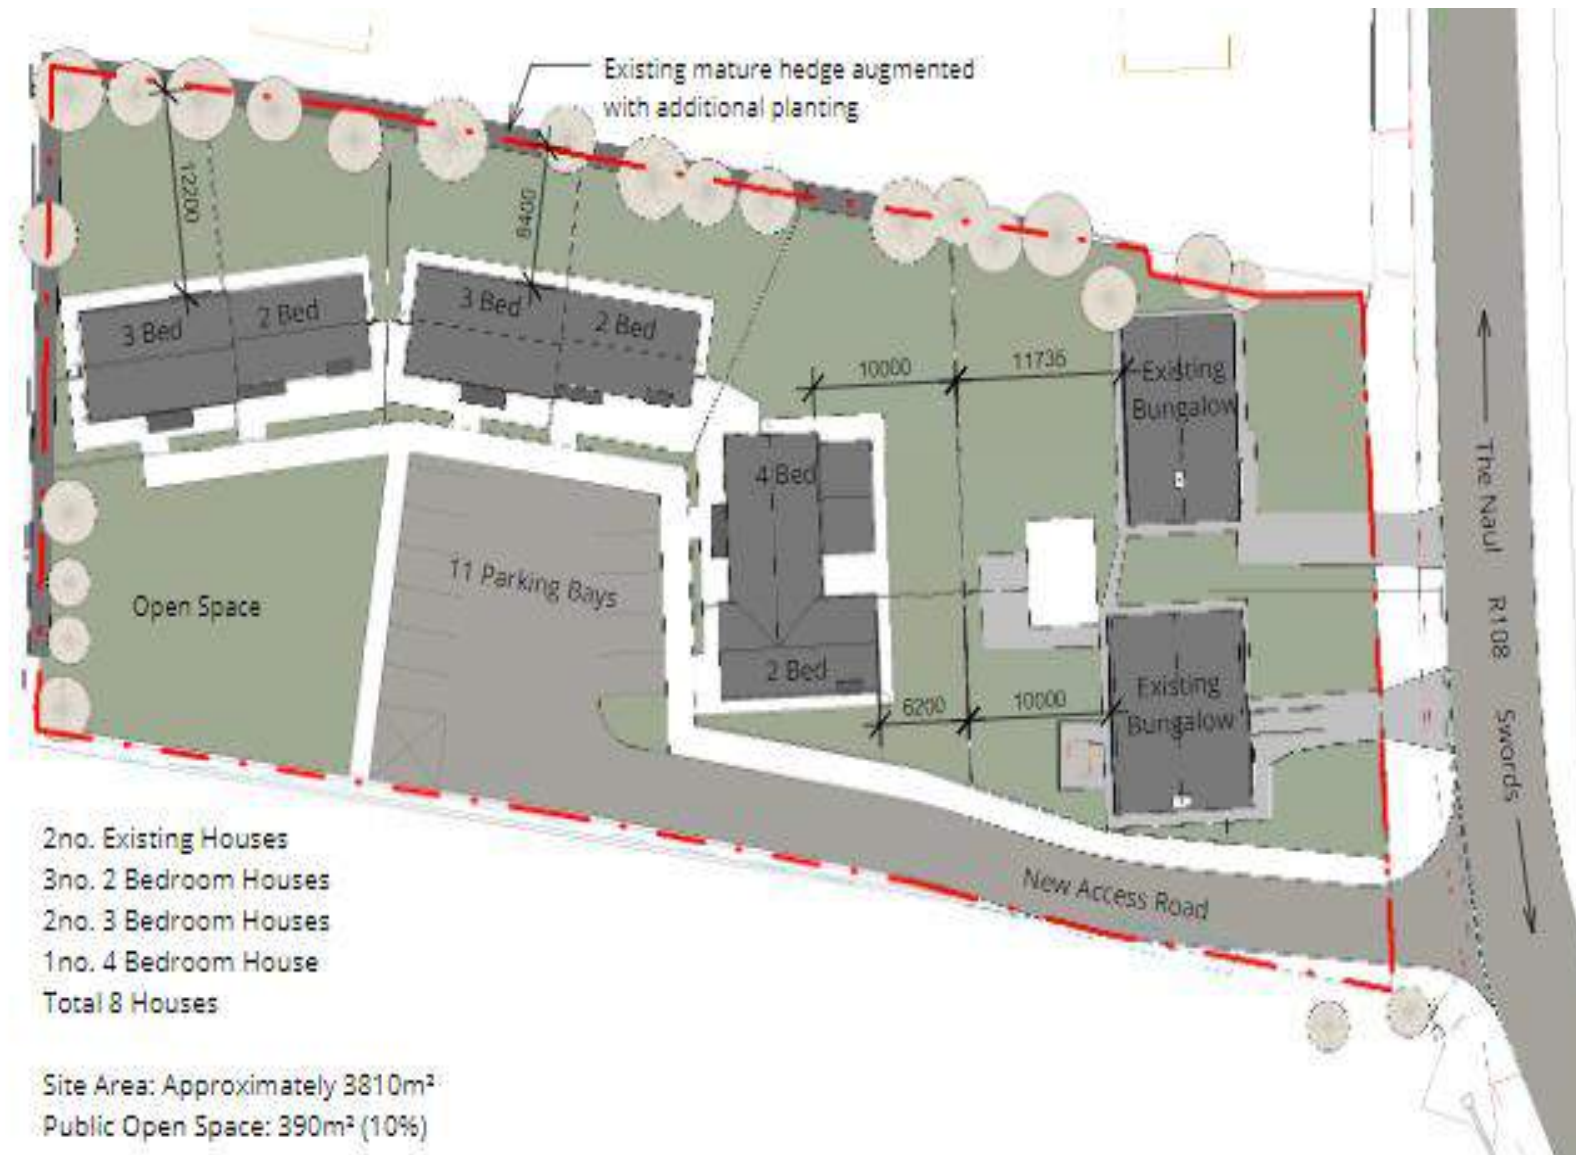 Existing mature hedge augmented
with additional planting
12200
8400
3 Bed
2 Bed
3 Bed
2 Bed
10000
11735
Existing
Bungalow
4 Bed
11 Parking Bays
Open Space
2 Bed
6200
10000
Existing
Bungalow
The Naul R108 Swords
New Access Road
2no. Existing Houses
3no. 2 Bedroom Houses
2no. 3 Bedroom Houses
1no. 4 Bedroom House
Total 8 Houses
Site Area: Approximately 3810m²
Public Open Space: 390m² (10%)